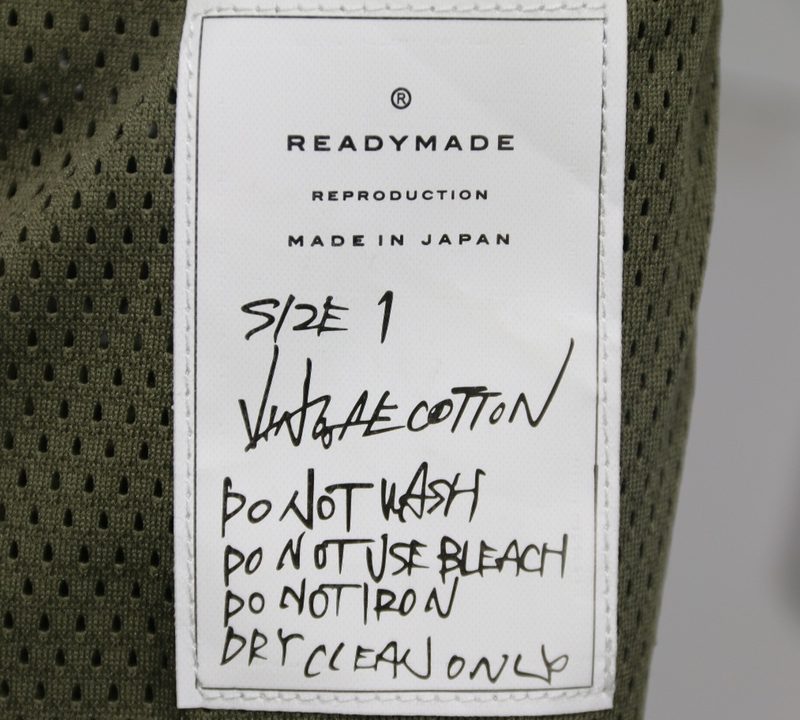 ®
READYMADE
REPRODUCTION
MADE IN JAPAN
SIZE 1
VINTAGE COTTON
DO NOT WASH
DO NOT USE BLEACH
DO NOT IRON
DRY CLEAN ONLY